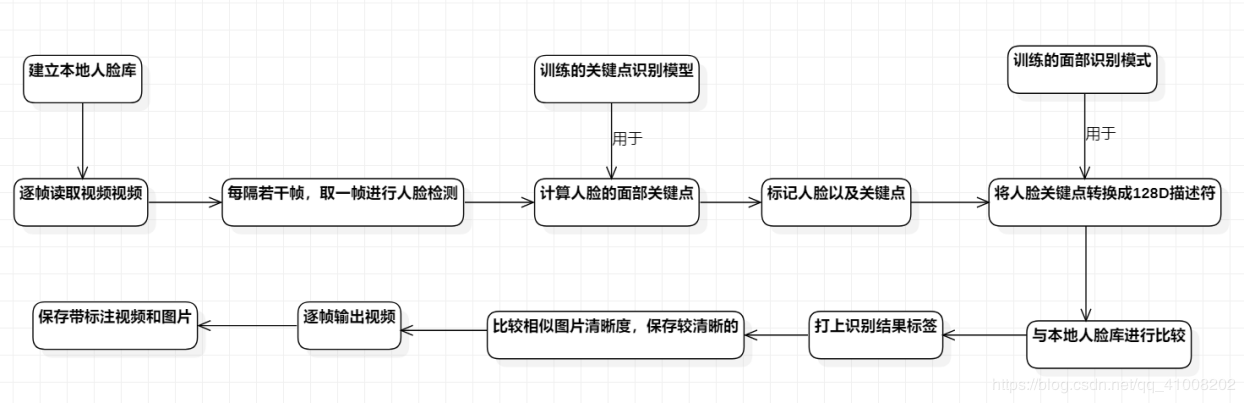 建立本地人脸库
训练的关键点识别模型
训练的面部识别模式
用于
用于
逐帧读取视频视频
每隔若干帧，取一帧进行人脸检测
计算人脸的面部关键点
标记人脸以及关键点
将人脸关键点转换成128D描述符
保存带标注视频和图片
逐帧输出视频
比较相似图片清晰度，保存较清晰的
打上识别结果标签
与本地人脸库进行比较
https://blog.csdn.net/qq_41008202